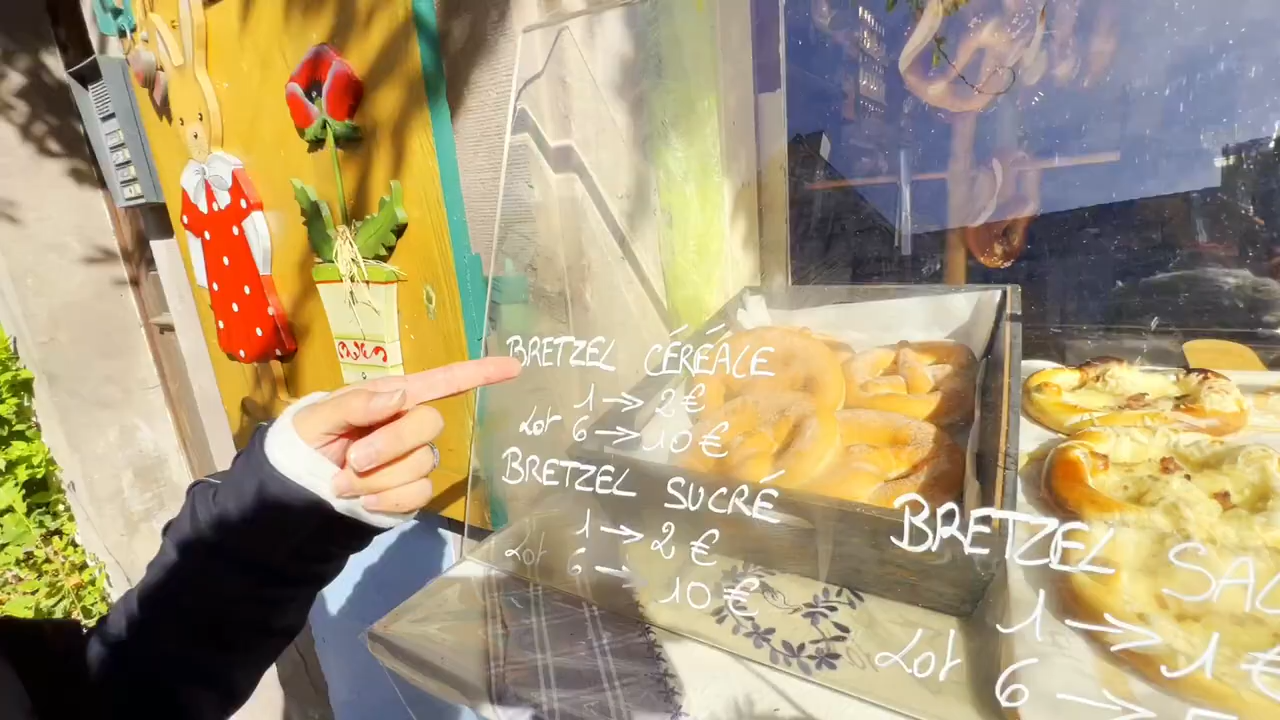 BRETZEL CÉRÉALE
1 → 2 €
Lot 6 → 10 €
BRETZEL SUCRÉ
1 → 2 €
Lot 6 → 10 €
BRETZEL
1 → 1 €
Lot 6 →